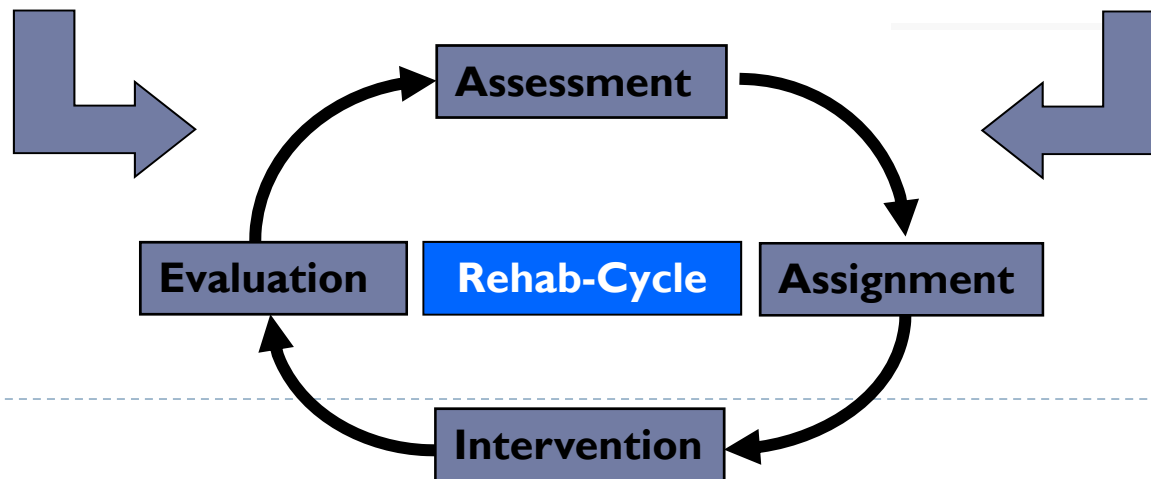 Assessment
Evaluation
Rehab-Cycle
Assignment
Intervention